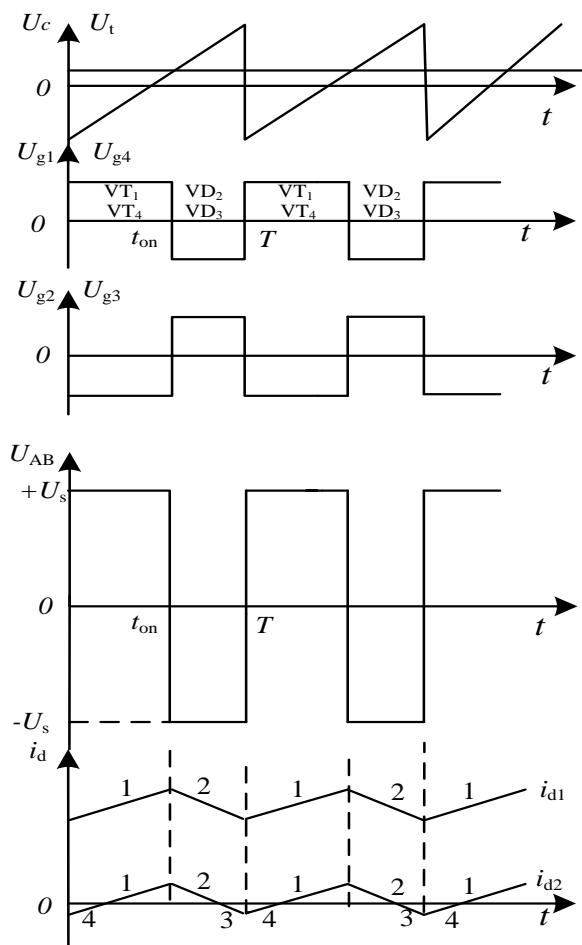 Uc Ut
0
t
Ug1 Ug4
VT1 VD2 VT1 VD2
VT4 VD3 VT4 VD3
0
ton T t
Ug2 Ug3
0
t
UAB
+Us
0
ton T t
-Us
id
1 2 1 2 1 id1
1 2 1 2 1 id2
0
4 3 4 3 4 t